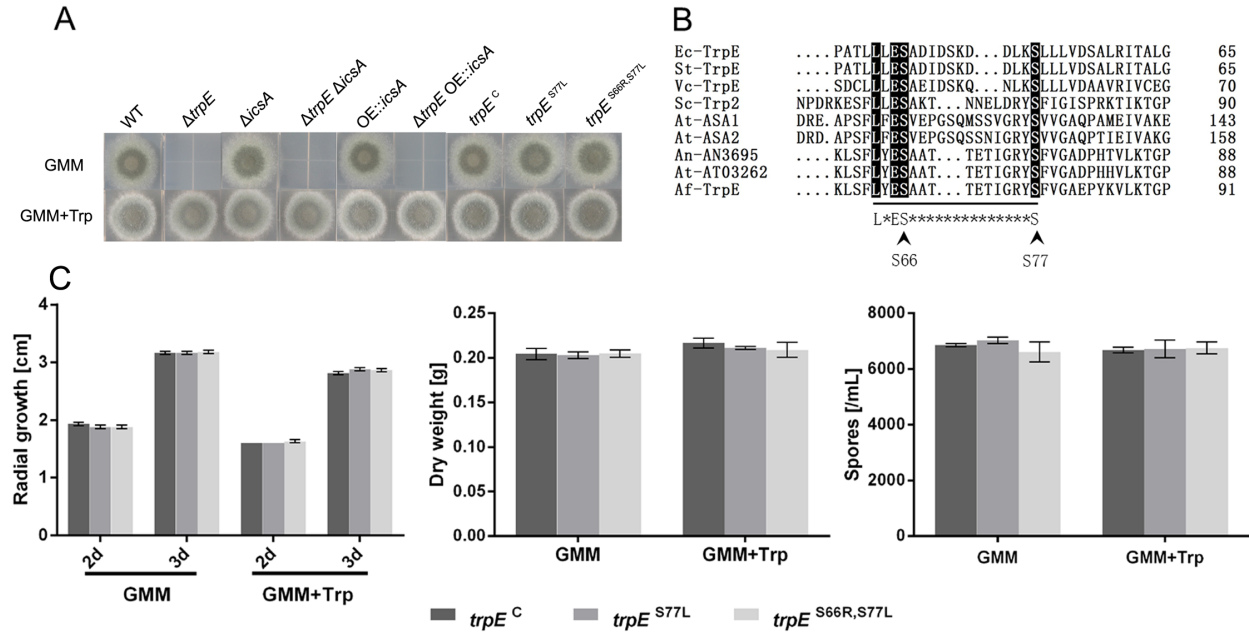 A
WT
ΔtrpE
ΔicsA
ΔtrpE ΔicsA
OE::icsA
ΔtrpE OE::icsA
trpE C
trpE S77L
trpE S66R,S77L
GMM
GMM+Trp
B
Ec-TrpE ....PATLLLESADIDSKD...DLKSLLLVDSALRITALG 65
St-TrpE ....PATLLLESADIDSKD...DLKSLLLVDSALRITALG 65
Vc-TrpE ....SDCLLLESAEIDSKQ...NLKSLLLVDAAVRIVCEG 70
Sc-Trp2 NPDRKESFLLESAKT...NNELDRYSFIGISPRKTIKTGP 90
At-ASA1 DRE.APSFLFESVEPGSQMSSVGRYSVVGAQPAMEIVAKE 143
At-ASA2 DRD.APSFLFESVEPGSQSSNIGRYSVVGAQPTIEIVAKG 158
An-AN3695 ....KLSFLYESAAT...TETIGRYSFVGADPHTVLKTGP 88
At-AT03262 ....KLSFLYESAAT...TETIGRYSFVGADPHHVLKTGP 88
Af-TrpE ....KLSFLYESAAT...TETIGRYSFVGAEPYKVLKTGP 91
L*ES**************S
S66 S77
C
Radial growth [cm]
4
3
2
1
0
2d 3d 2d 3d
GMM GMM+Trp
Dry weight [g]
0.25
0.20
0.15
0.10
0.05
0.00
GMM GMM+Trp
Spores [/mL]
8000
6000
4000
2000
0
GMM GMM+Trp
trpE C trpE S77L trpE S66R,S77L